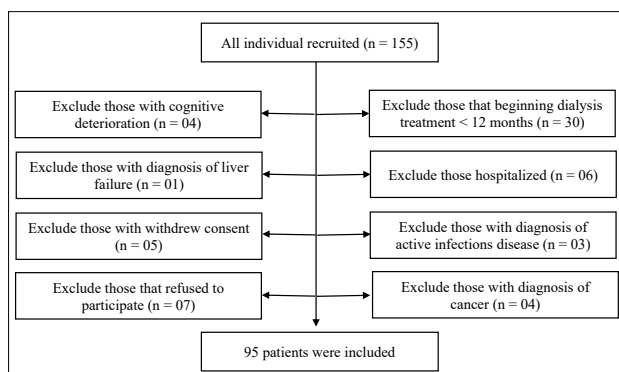 All individual recruited (n = 155)
Exclude those with cognitive
deterioration (n = 04)
Exclude those that beginning dialysis
treatment < 12 months (n = 30)
Exclude those with diagnosis of liver
failure (n = 01)
Exclude those hospitalized (n = 06)
Exclude those with withdrew consent
(n = 05)
Exclude those with diagnosis of
active infections disease (n = 03)
Exclude those that refused to
participate (n = 07)
Exclude those with diagnosis of
cancer (n = 04)
95 patients were included